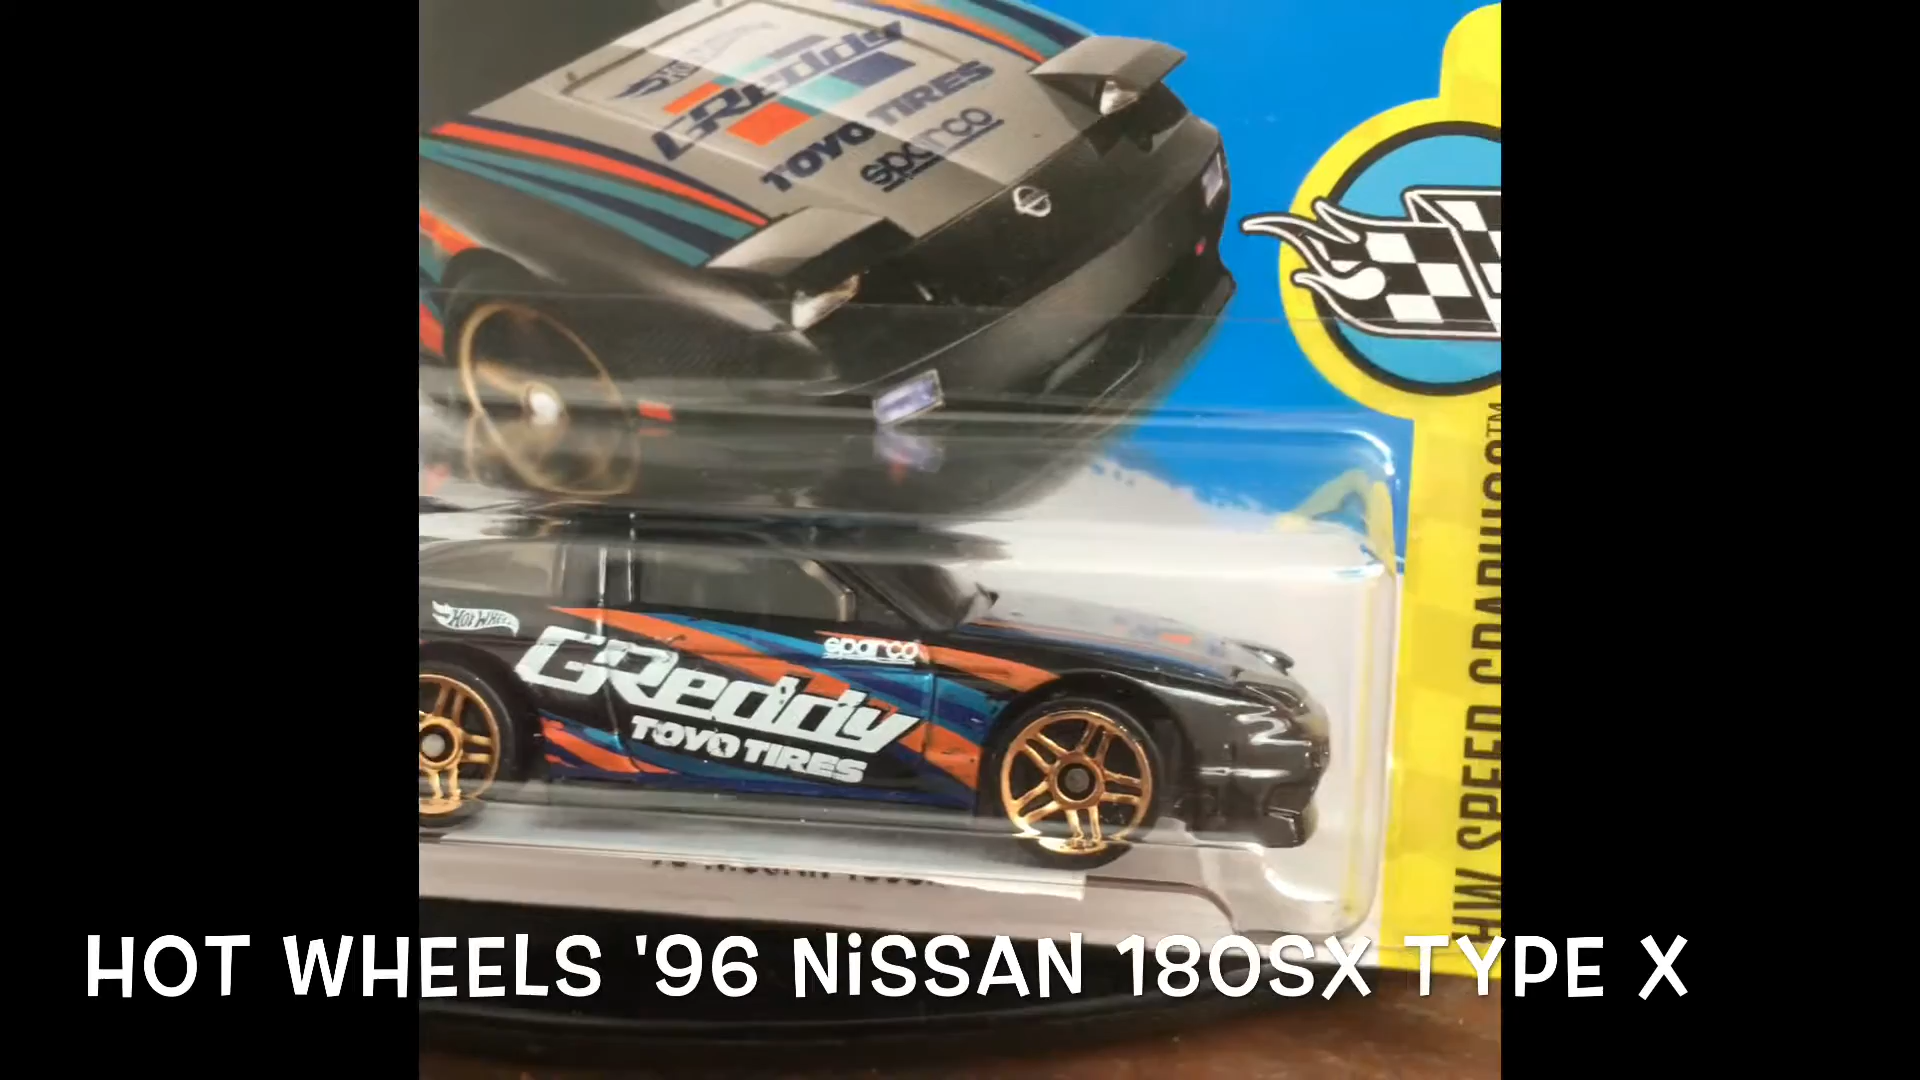 GReddy
TOYO TIRES
sparco
HOT WHEELS
sparco
GReddy
TOYO TIRES
HW SPEED GRAPHICS™
HOT WHEELS '96 NiSSAN 180SX TYPE X